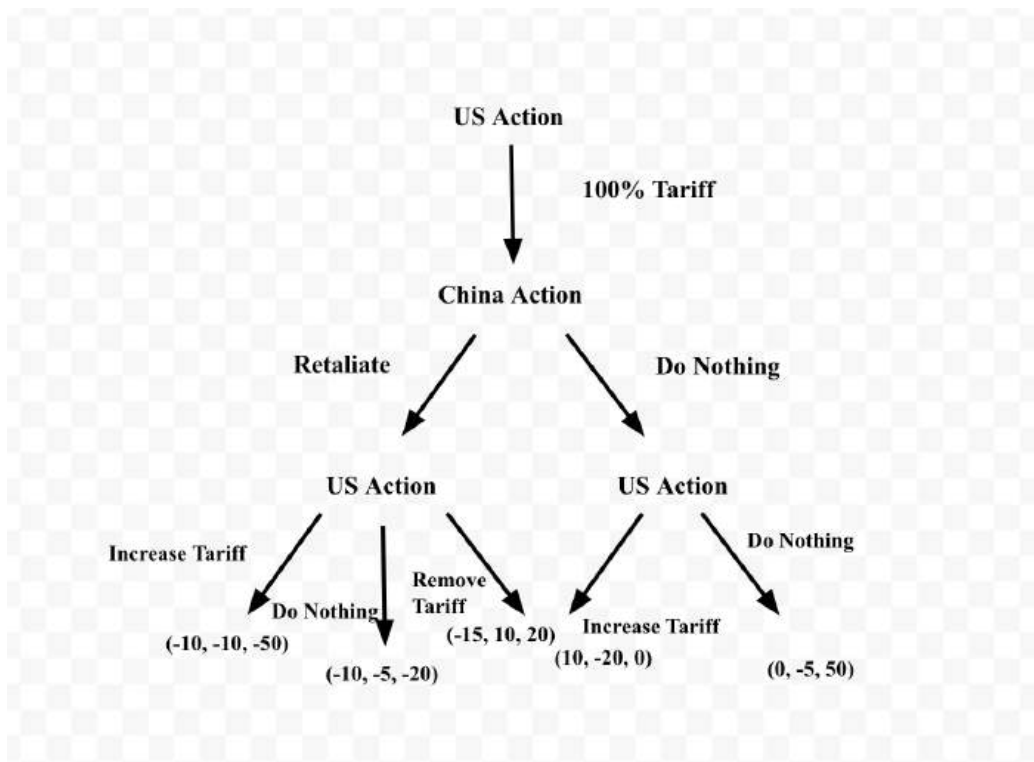 US Action
100% Tariff
China Action
Retaliate
Do Nothing
US Action
US Action
Increase Tariff
Do Nothing
Remove
Tariff
Increase Tariff
Do Nothing
(-10, -10, -50)
(-10, -5, -20)
(-15, 10, 20)
(10, -20, 0)
(0, -5, 50)